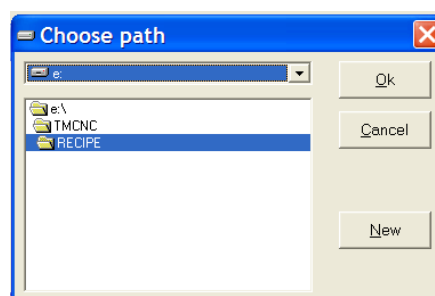 Choose path
e:
Ok
e:\
TMCNC
RECIPE
Cancel
New